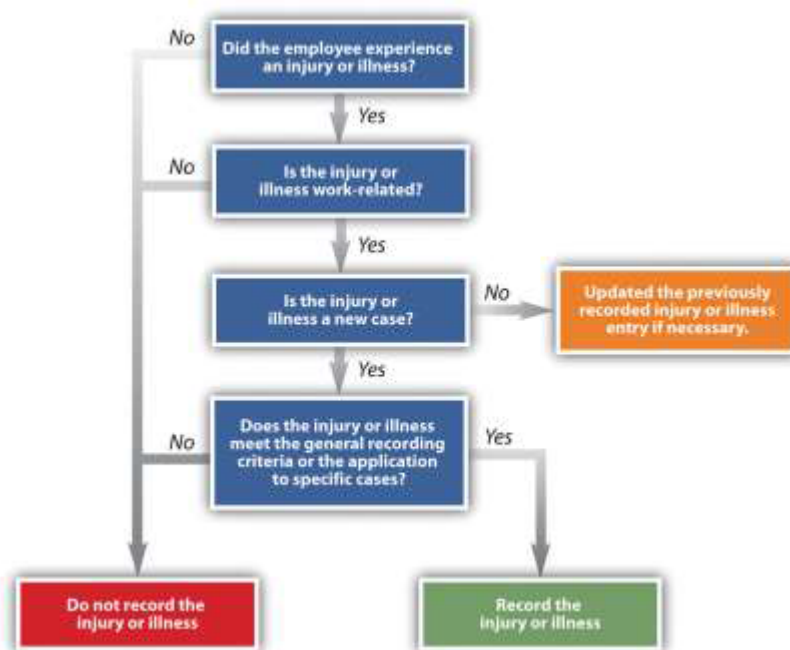 No
Did the employee experience
an injury or illness?
Yes
No
Is the injury or
illness work-related?
Yes
Is the injury or
illness a new case?
No
Updated the previously
recorded injury or illness
entry if necessary.
Yes
No
Does the injury or illness
meet the general recording
criteria or the application
to specific cases?
Yes
Do not record the
injury or illness
Record the
injury or illness